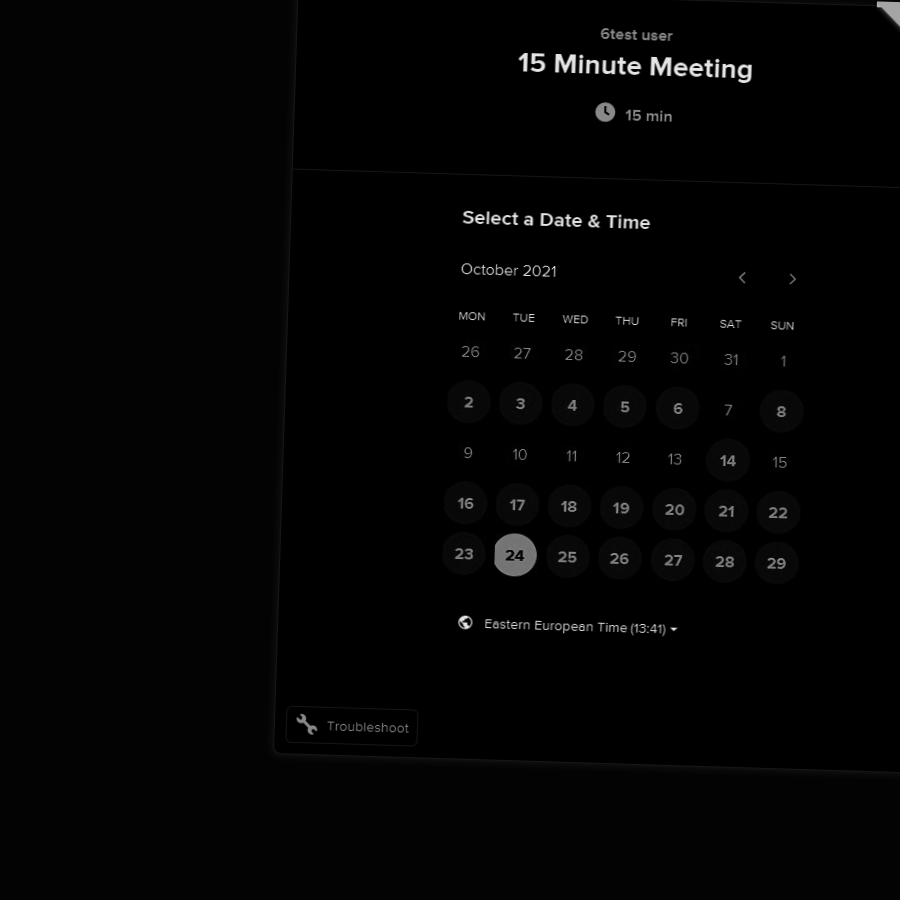 6test user
15 Minute Meeting
15 min
Select a Date & Time
October 2021
MON TUE WED THU FRI SAT SUN
26 27 28 29 30 31 1
2 3 4 5 6 7 8
9 10 11 12 13 14 15
16 17 18 19 20 21 22
23 24 25 26 27 28 29
Eastern European Time (13:41)
Troubleshoot